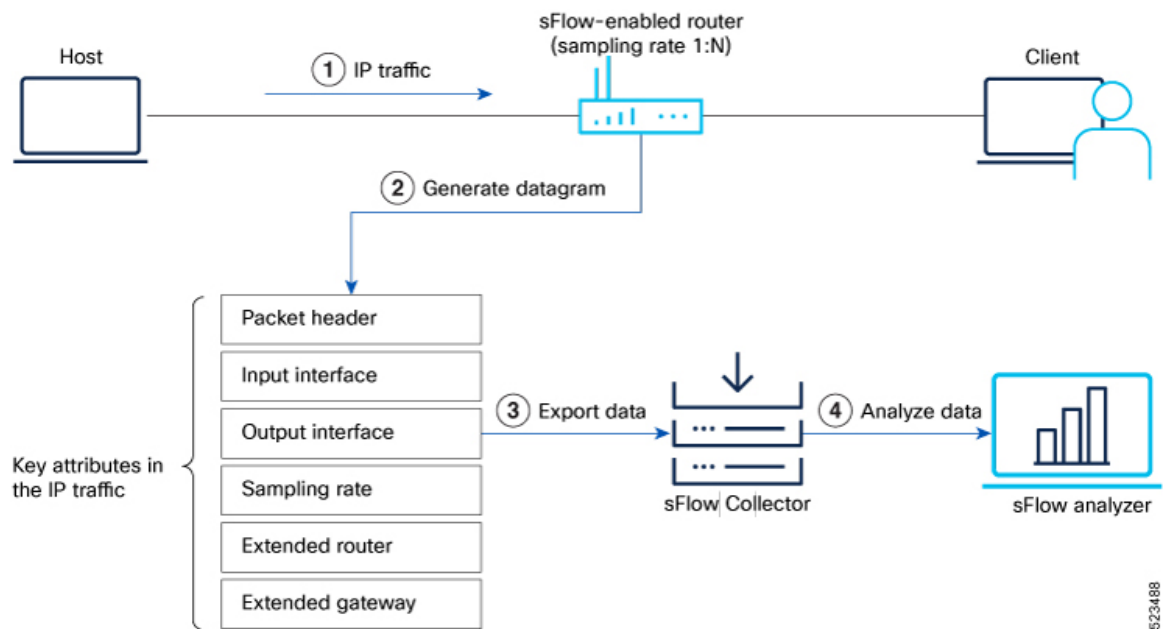 sFlow-enabled router
(sampling rate 1:N)
Host
Client
1 IP traffic
2 Generate datagram
Packet header
Input interface
Output interface
Sampling rate
Extended router
Extended gateway
Key attributes in
the IP traffic
3 Export data
4 Analyze data
sFlow Collector
sFlow analyzer
523488